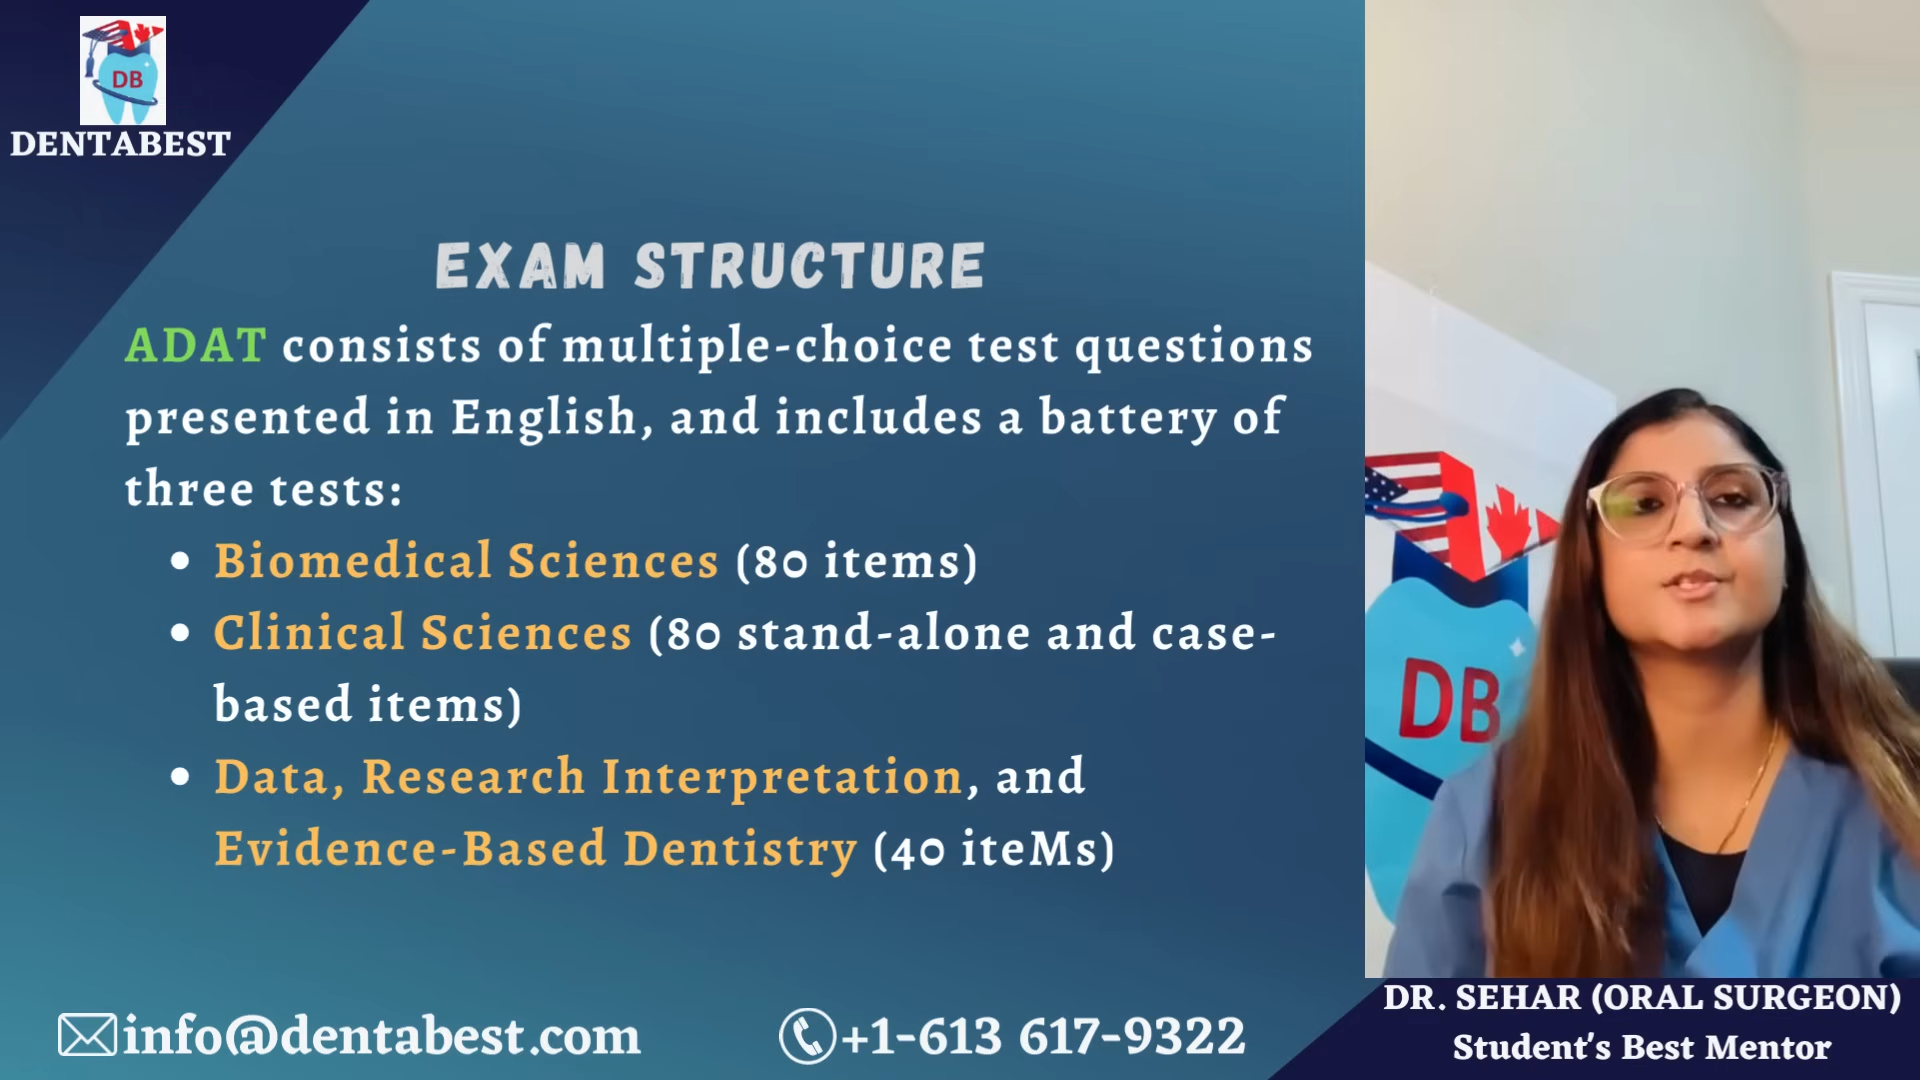 DB
DENTABEST
EXAM STRUCTURE
ADAT consists of multiple-choice test questions
presented in English, and includes a battery of
three tests:
• Biomedical Sciences (80 items)
• Clinical Sciences (80 stand-alone and case-
based items)
• Data, Research Interpretation, and
Evidence-Based Dentistry (40 iteMs)
info@dentabest.com
+1-613 617-9322
DB
DR. SEHAR (ORAL SURGEON)
Student's Best Mentor